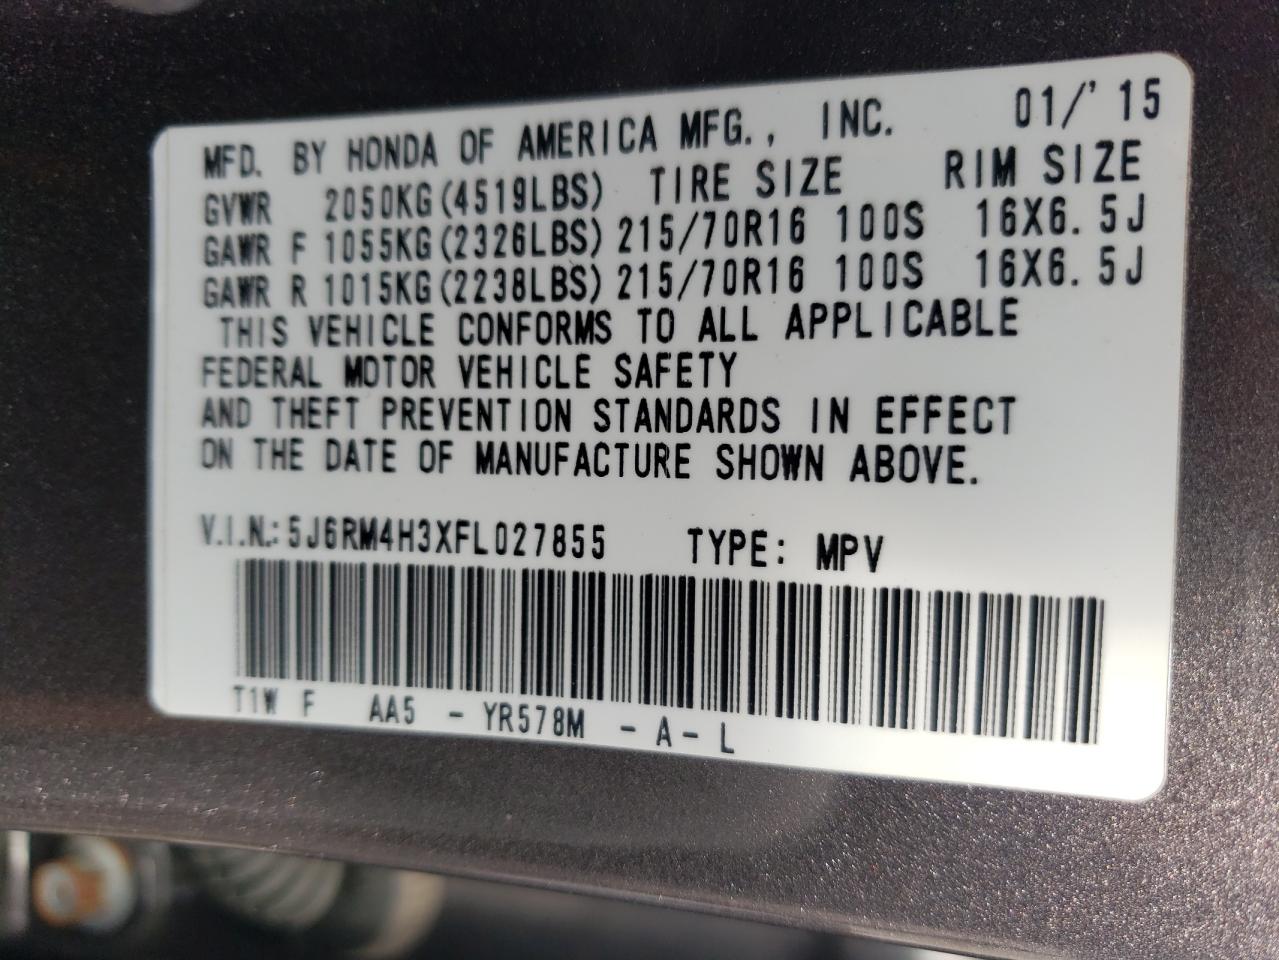 MFD. BY HONDA OF AMERICA MFG., INC. 01/'15
GVWR 2050KG(4519LBS) TIRE SIZE RIM SIZE
GAWR F 1055KG(2326LBS) 215/70R16 100S 16X6.5J
GAWR R 1015KG(2238LBS) 215/70R16 100S 16X6.5J
THIS VEHICLE CONFORMS TO ALL APPLICABLE
FEDERAL MOTOR VEHICLE SAFETY
AND THEFT PREVENTION STANDARDS IN EFFECT
ON THE DATE OF MANUFACTURE SHOWN ABOVE.
V.I.N.: 5J6RM4H3XFL027855 TYPE: MPV
T1W F AA5 - YR578M - A - L